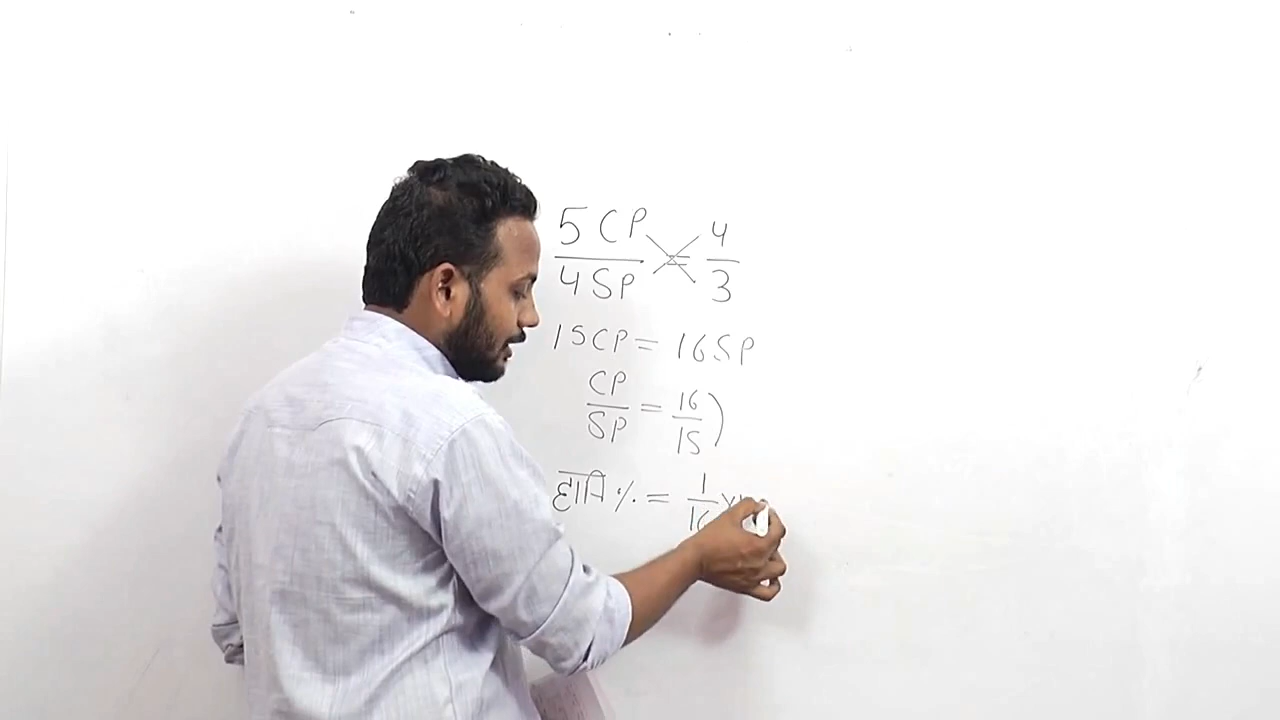 5 CP / 4 SP = 4 / 3
15 CP = 16 SP
CP / SP = 16 / 15 )
हानि % = 1 / 16 ×